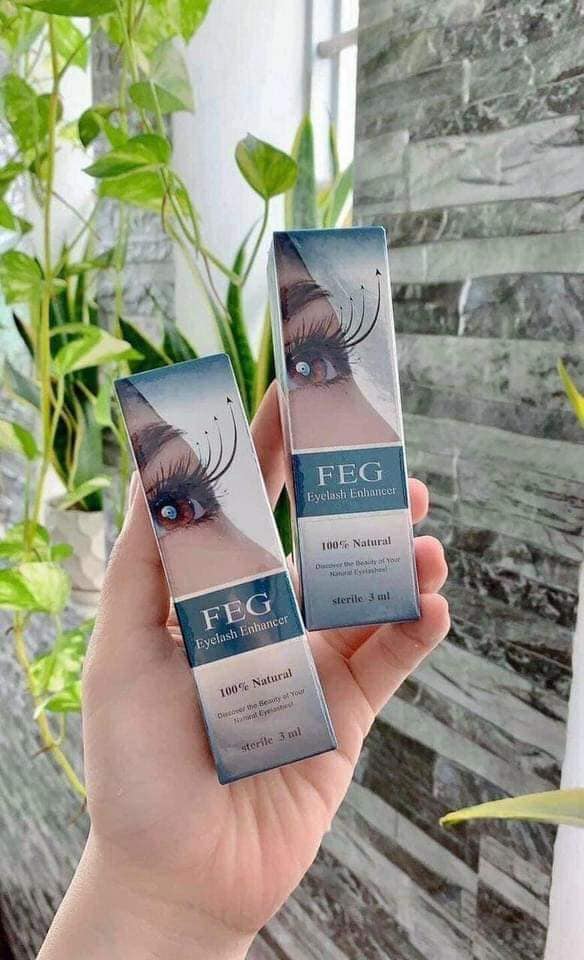 FEG
Eyelash Enhancer
100% Natural
Discover the Beauty of Your
Natural Eyelashes!
sterile 3 ml
FEG
Eyelash Enhancer
100% Natural
Discover the Beauty of Your
Natural Eyelashes!
sterile 3 ml